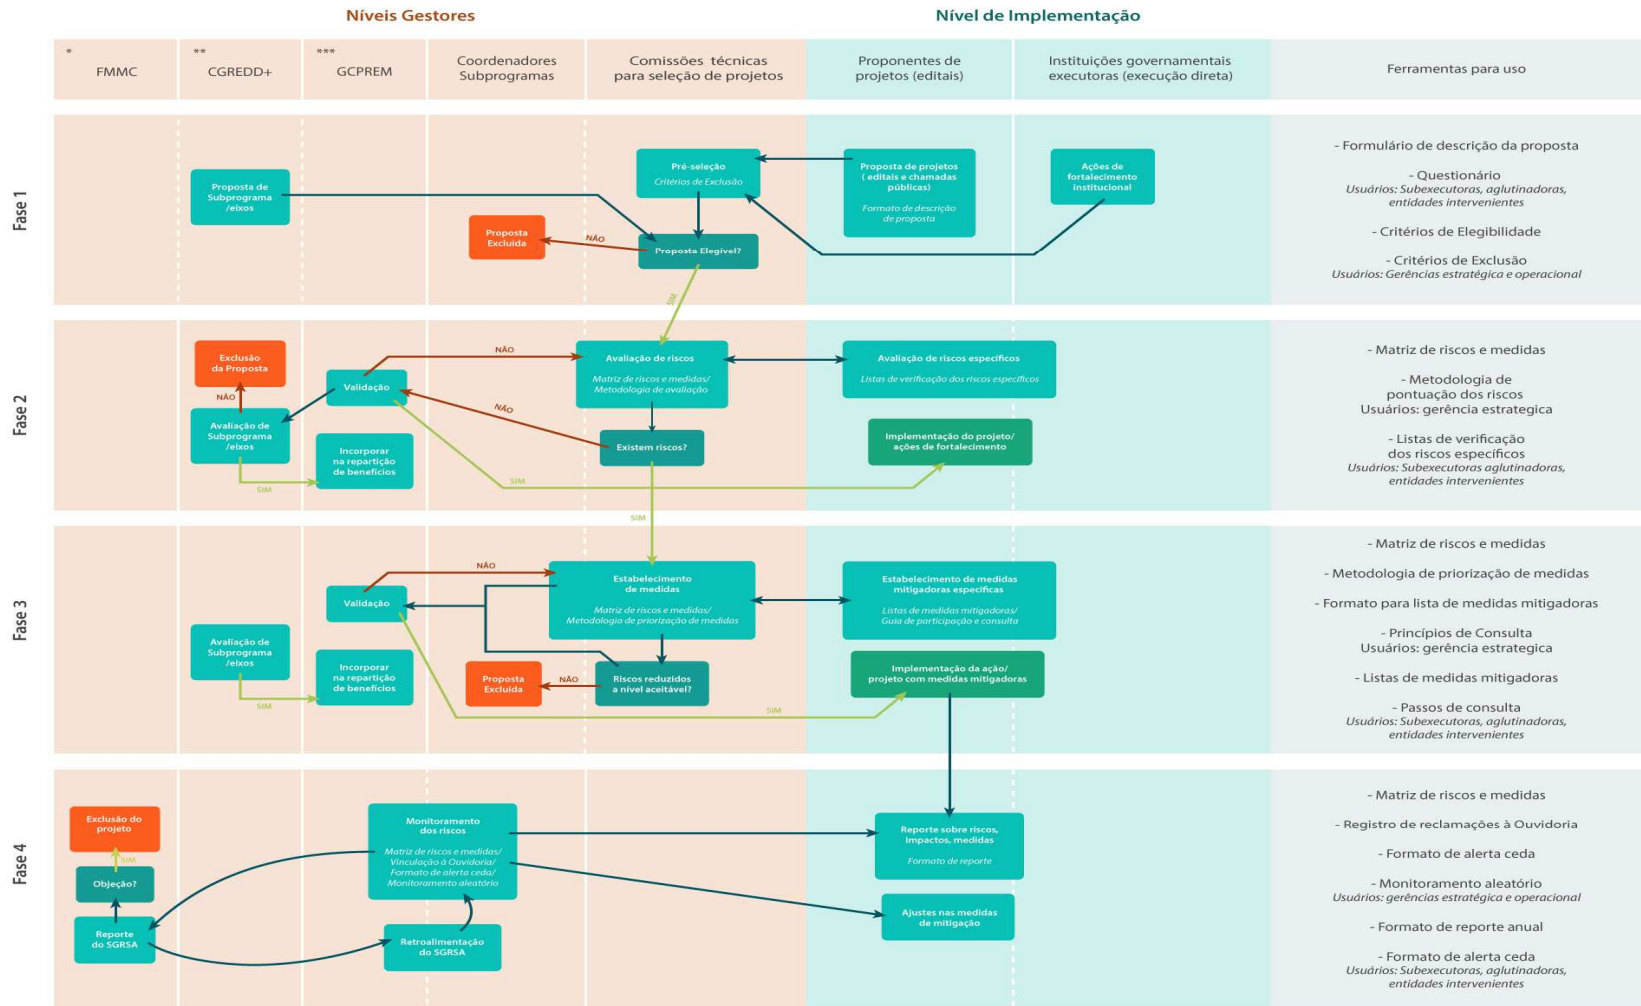 Níveis Gestores
Nível de Implementação
*
FMMC
**
CGREDD+
***
GCPREM
Coordenadores
Subprogramas
Comissões técnicas
para seleção de projetos
Proponentes de
projetos (editais)
Instituições governamentais
executoras (execução direta)
Ferramentas para uso
Fase 1
Proposta de
Subprograma
/eixos
Proposta
Excluída
NÃO
Pré-seleção
Critérios de Exclusão
Proposta Elegível?
SIM
Proposta de projetos
( editais e chamadas
públicas)
Formato de descrição
de proposta
Ações de
fortalecimento
institucional
- Formulário de descrição da proposta
- Questionário
Usuários: Subexecutoras, aglutinadoras,
entidades intervenientes
- Critérios de Elegibilidade
- Critérios de Exclusão
Usuários: Gerências estratégica e operacional
Fase 2
Exclusão
da Proposta
NÃO
Avaliação de
Subprograma
/eixos
SIM
Validação
Incorporar
na repartição
de benefícios
NÃO
NÃO
SIM
Avaliação de riscos
Matriz de riscos e medidas/
Metodologia de avaliação
Existem riscos?
SIM
Avaliação de riscos específicos
Listas de verificação dos riscos específicos
Implementação do projeto/
ações de fortalecimento
- Matriz de riscos e medidas
- Metodologia de
pontuação dos riscos
Usuários: gerência estrategica
- Listas de verificação
dos riscos específicos
Usuários: Subexecutoras aglutinadoras,
entidades intervenientes
Fase 3
Avaliação de
Subprograma
/eixos
SIM
Validação
Incorporar
na repartição
de benefícios
NÃO
Estabelecimento
de medidas
Matriz de riscos e medidas/
Metodologia de priorização de medidas
Proposta
Excluída
NÃO
Riscos reduzidos
a nível aceitável?
SIM
Estabelecimento de medidas
mitigadoras específicas
Listas de medidas mitigadoras/
Guia de participação e consulta
Implementação da ação/
projeto com medidas mitigadoras
- Matriz de riscos e medidas
- Metodologia de priorização de medidas
- Formato para lista de medidas mitigadoras
- Princípios de Consulta
Usuários: gerência estrategica
- Listas de medidas mitigadoras
- Passos de consulta
Usuários: Subexecutoras, aglutinadoras,
entidades intervenientes
Fase 4
Exclusão do
projeto
SIM
Objeção?
Reporte
do SGRSA
Monitoramento
dos riscos
Matriz de riscos e medidas/
Vinculação à Ouvidoria/
Formato de alerta ceda/
Monitoramento aleatório
Retroalimentação
do SGRSA
Reporte sobre riscos,
impactos, medidas
Formato de reporte
Ajustes nas medidas
de mitigação
- Matriz de riscos e medidas
- Registro de reclamações à Ouvidoria
- Formato de alerta ceda
- Monitoramento aleatório
Usuários: gerências estratégica e operacional
- Formato de reporte anual
- Formato de alerta ceda
Usuários: Subexecutoras, aglutinadoras,
entidades intervenientes